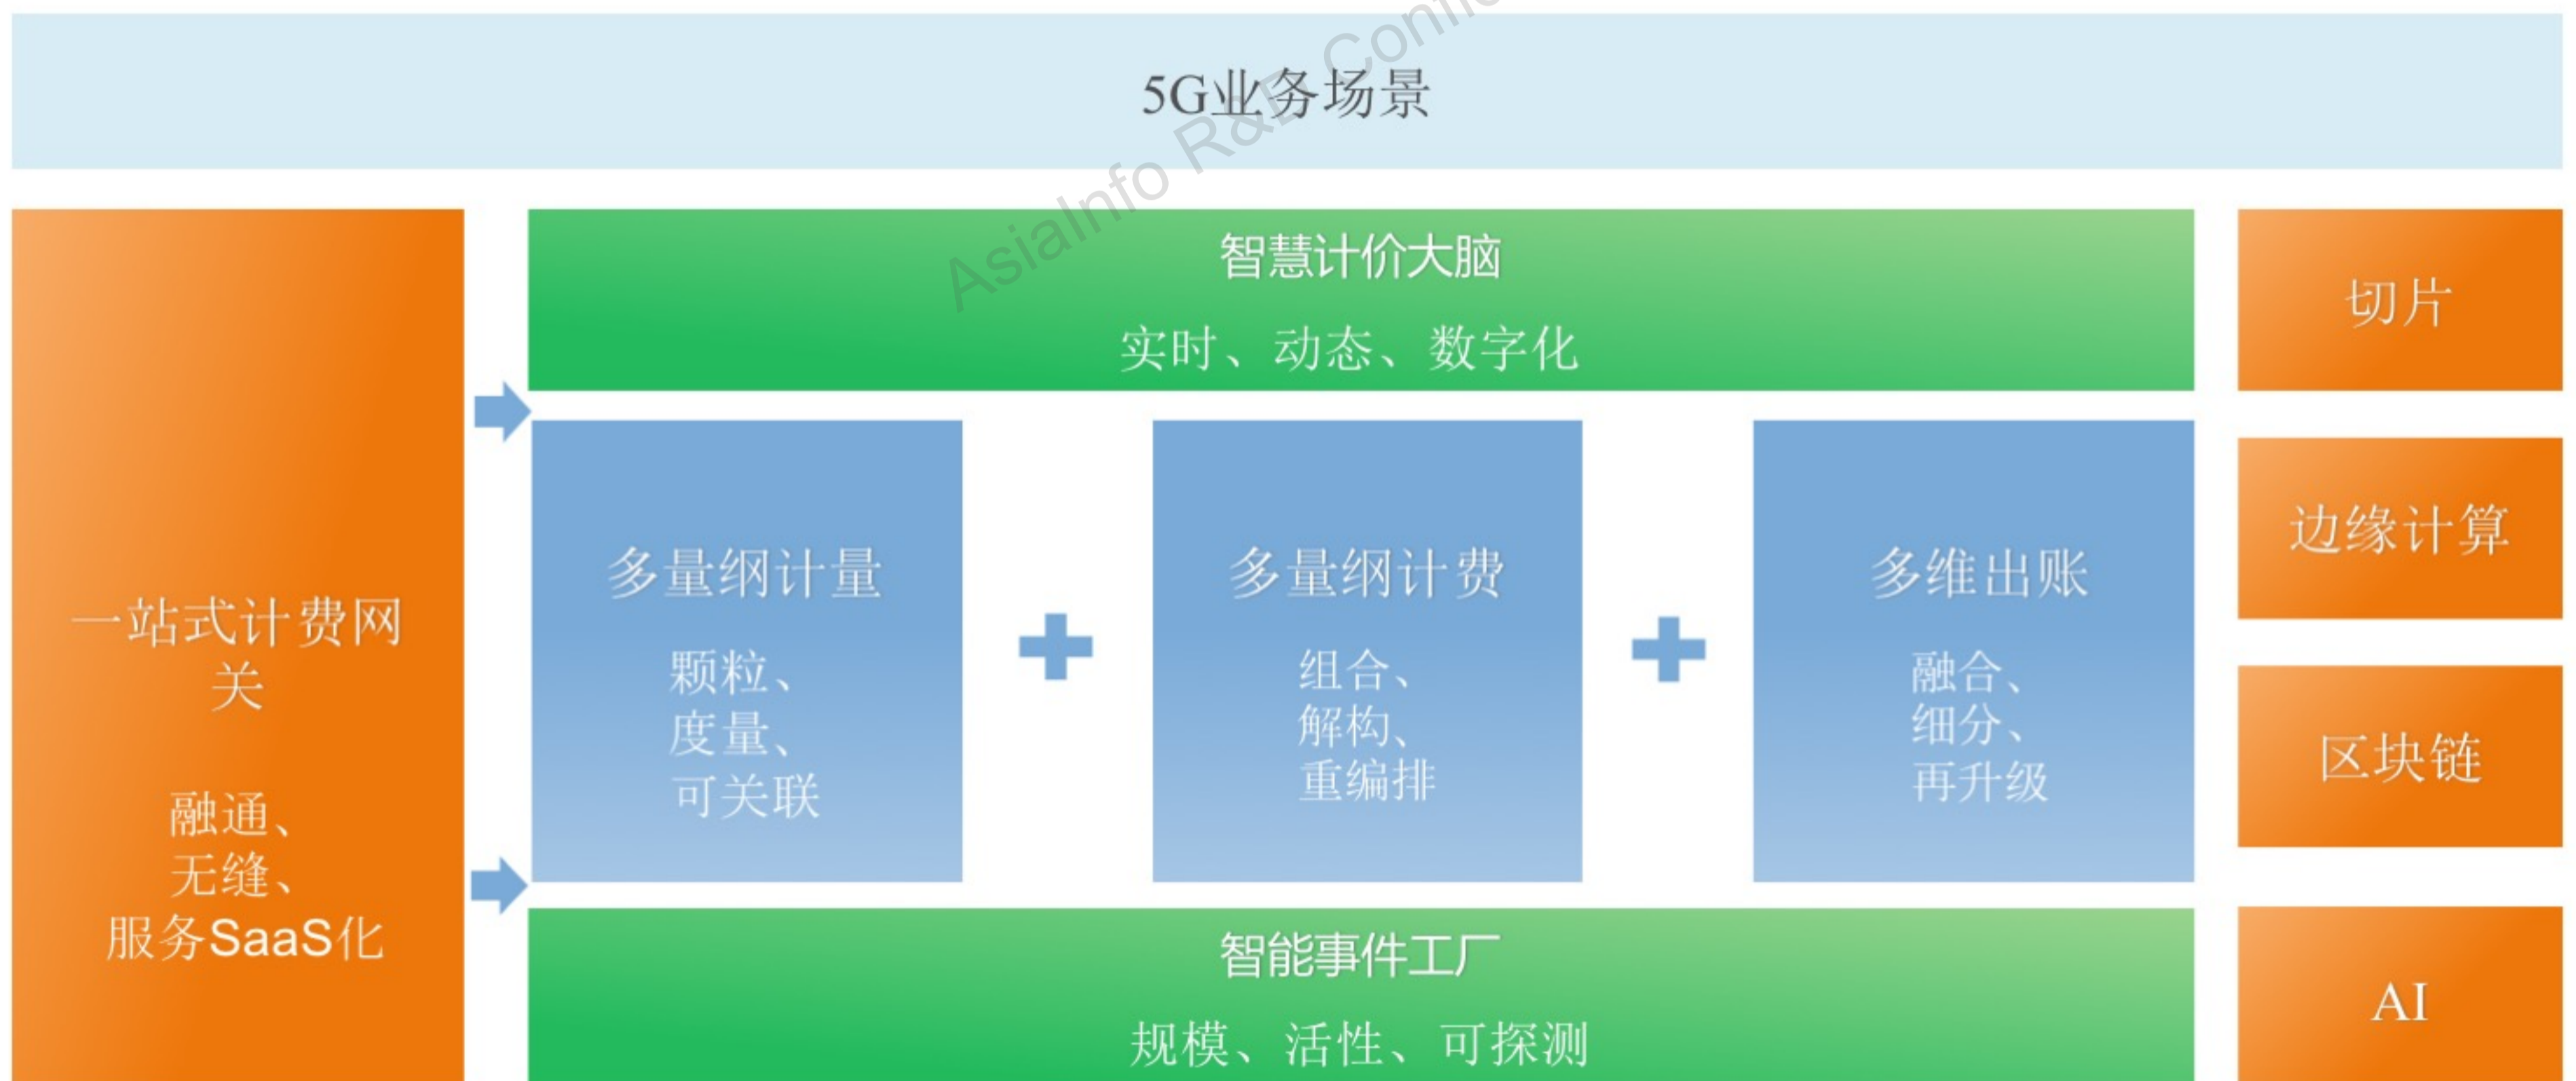 5G业务场景
AsiaInfo R&D
智慧计价大脑
实时、动态、数字化
一站式计费网
关
融通、
无缝、
服务SaaS化
多量纲计量
颗粒、
度量、
可关联
多量纲计费
组合、
解构、
重编排
多维出账
融合、
细分、
再升级
智能事件工厂
规模、活性、可探测
切片
边缘计算
区块链
AI